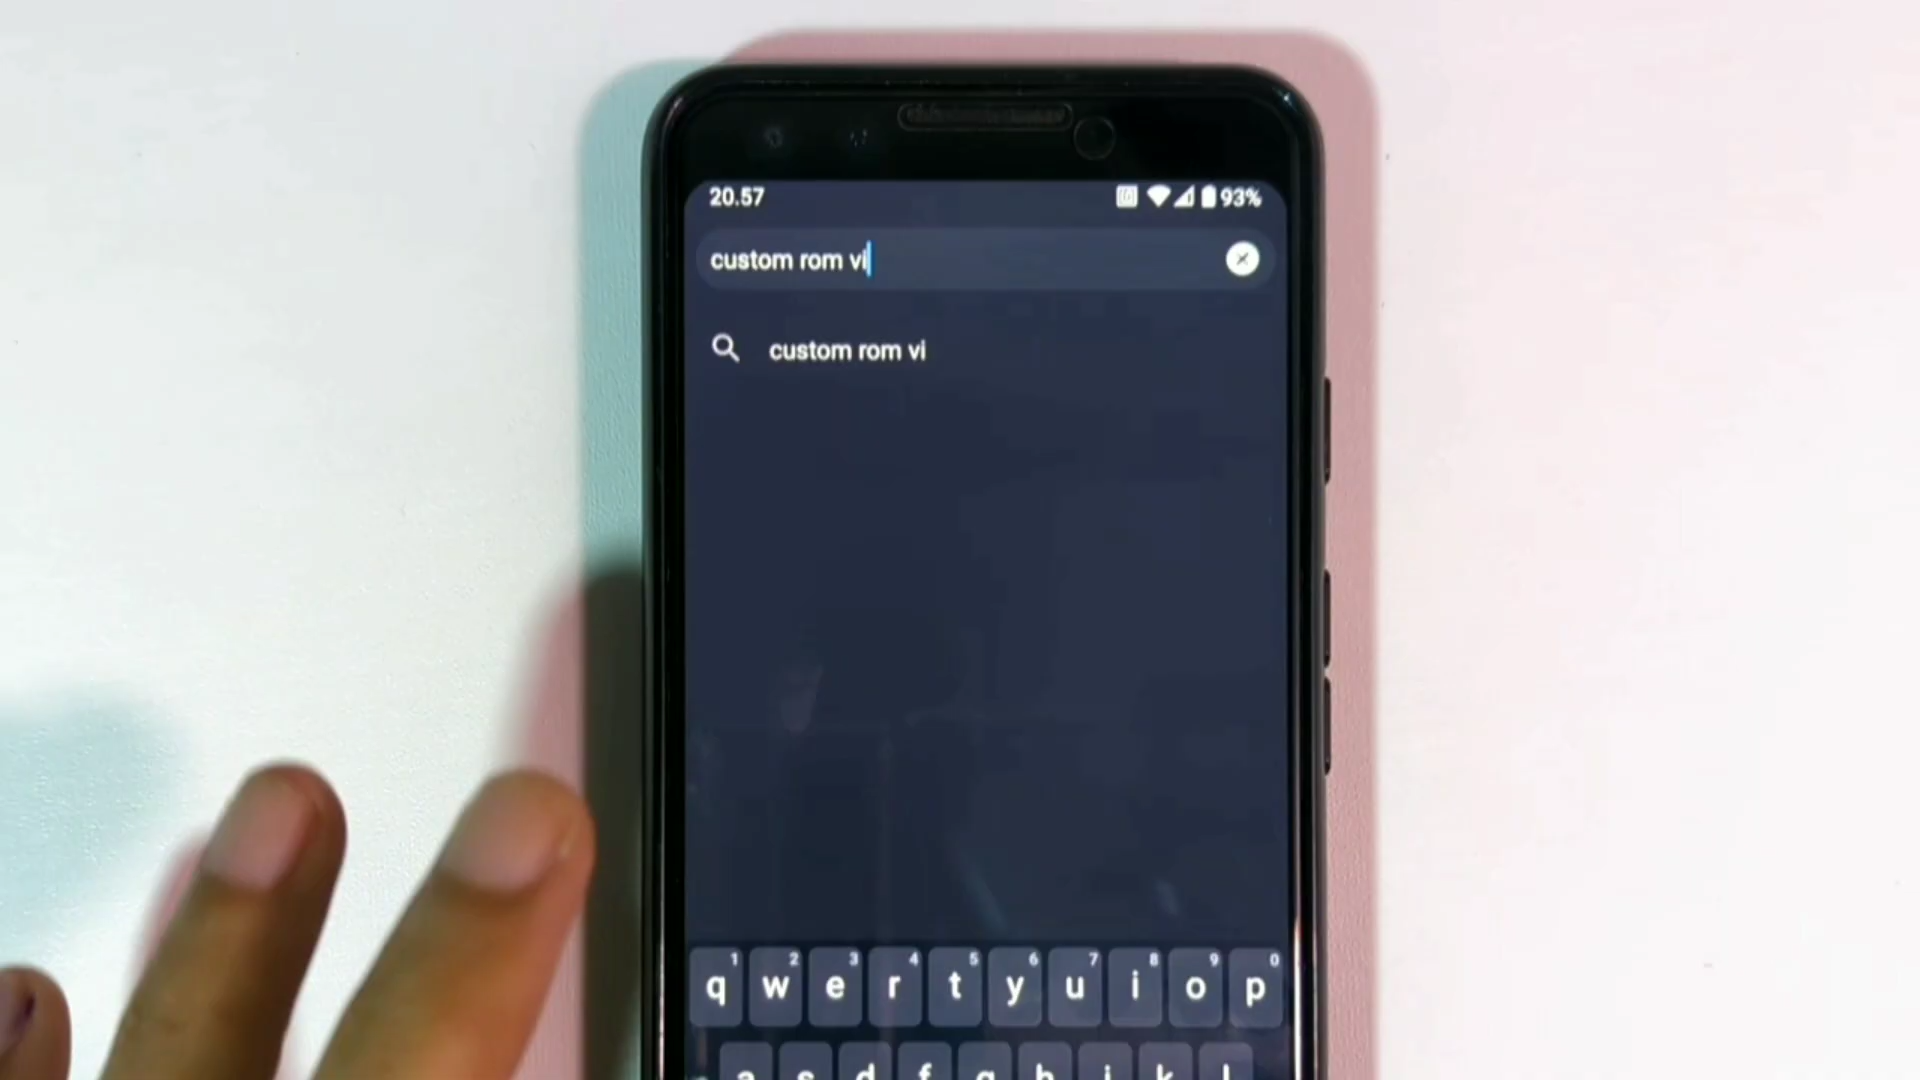 20.57 93%
custom rom vi
custom rom vi
1 2 3 4 5 6 7 8 9 0
q w e r t y u i o p
a s d f g h j k l